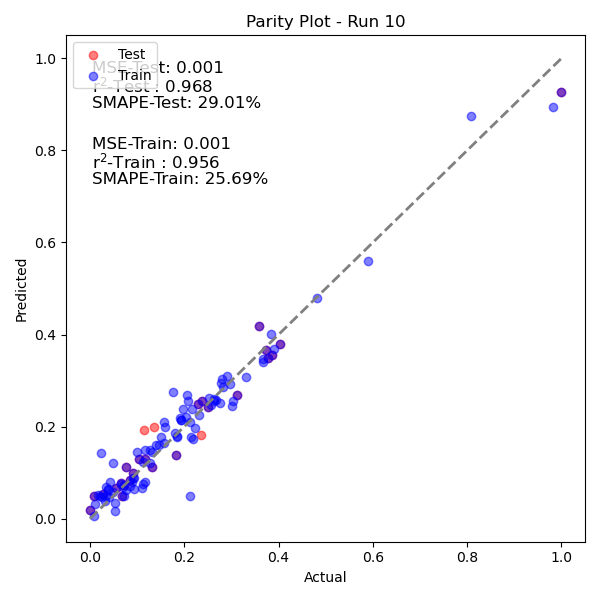 Parity Plot - Run 10
Test
Train
MSE-Test: 0.001
r²-Test : 0.968
SMAPE-Test: 29.01%
MSE-Train: 0.001
r²-Train : 0.956
SMAPE-Train: 25.69%
Predicted
1.0
0.8
0.6
0.4
0.2
0.0
0.0 0.2 0.4 0.6 0.8 1.0
Actual